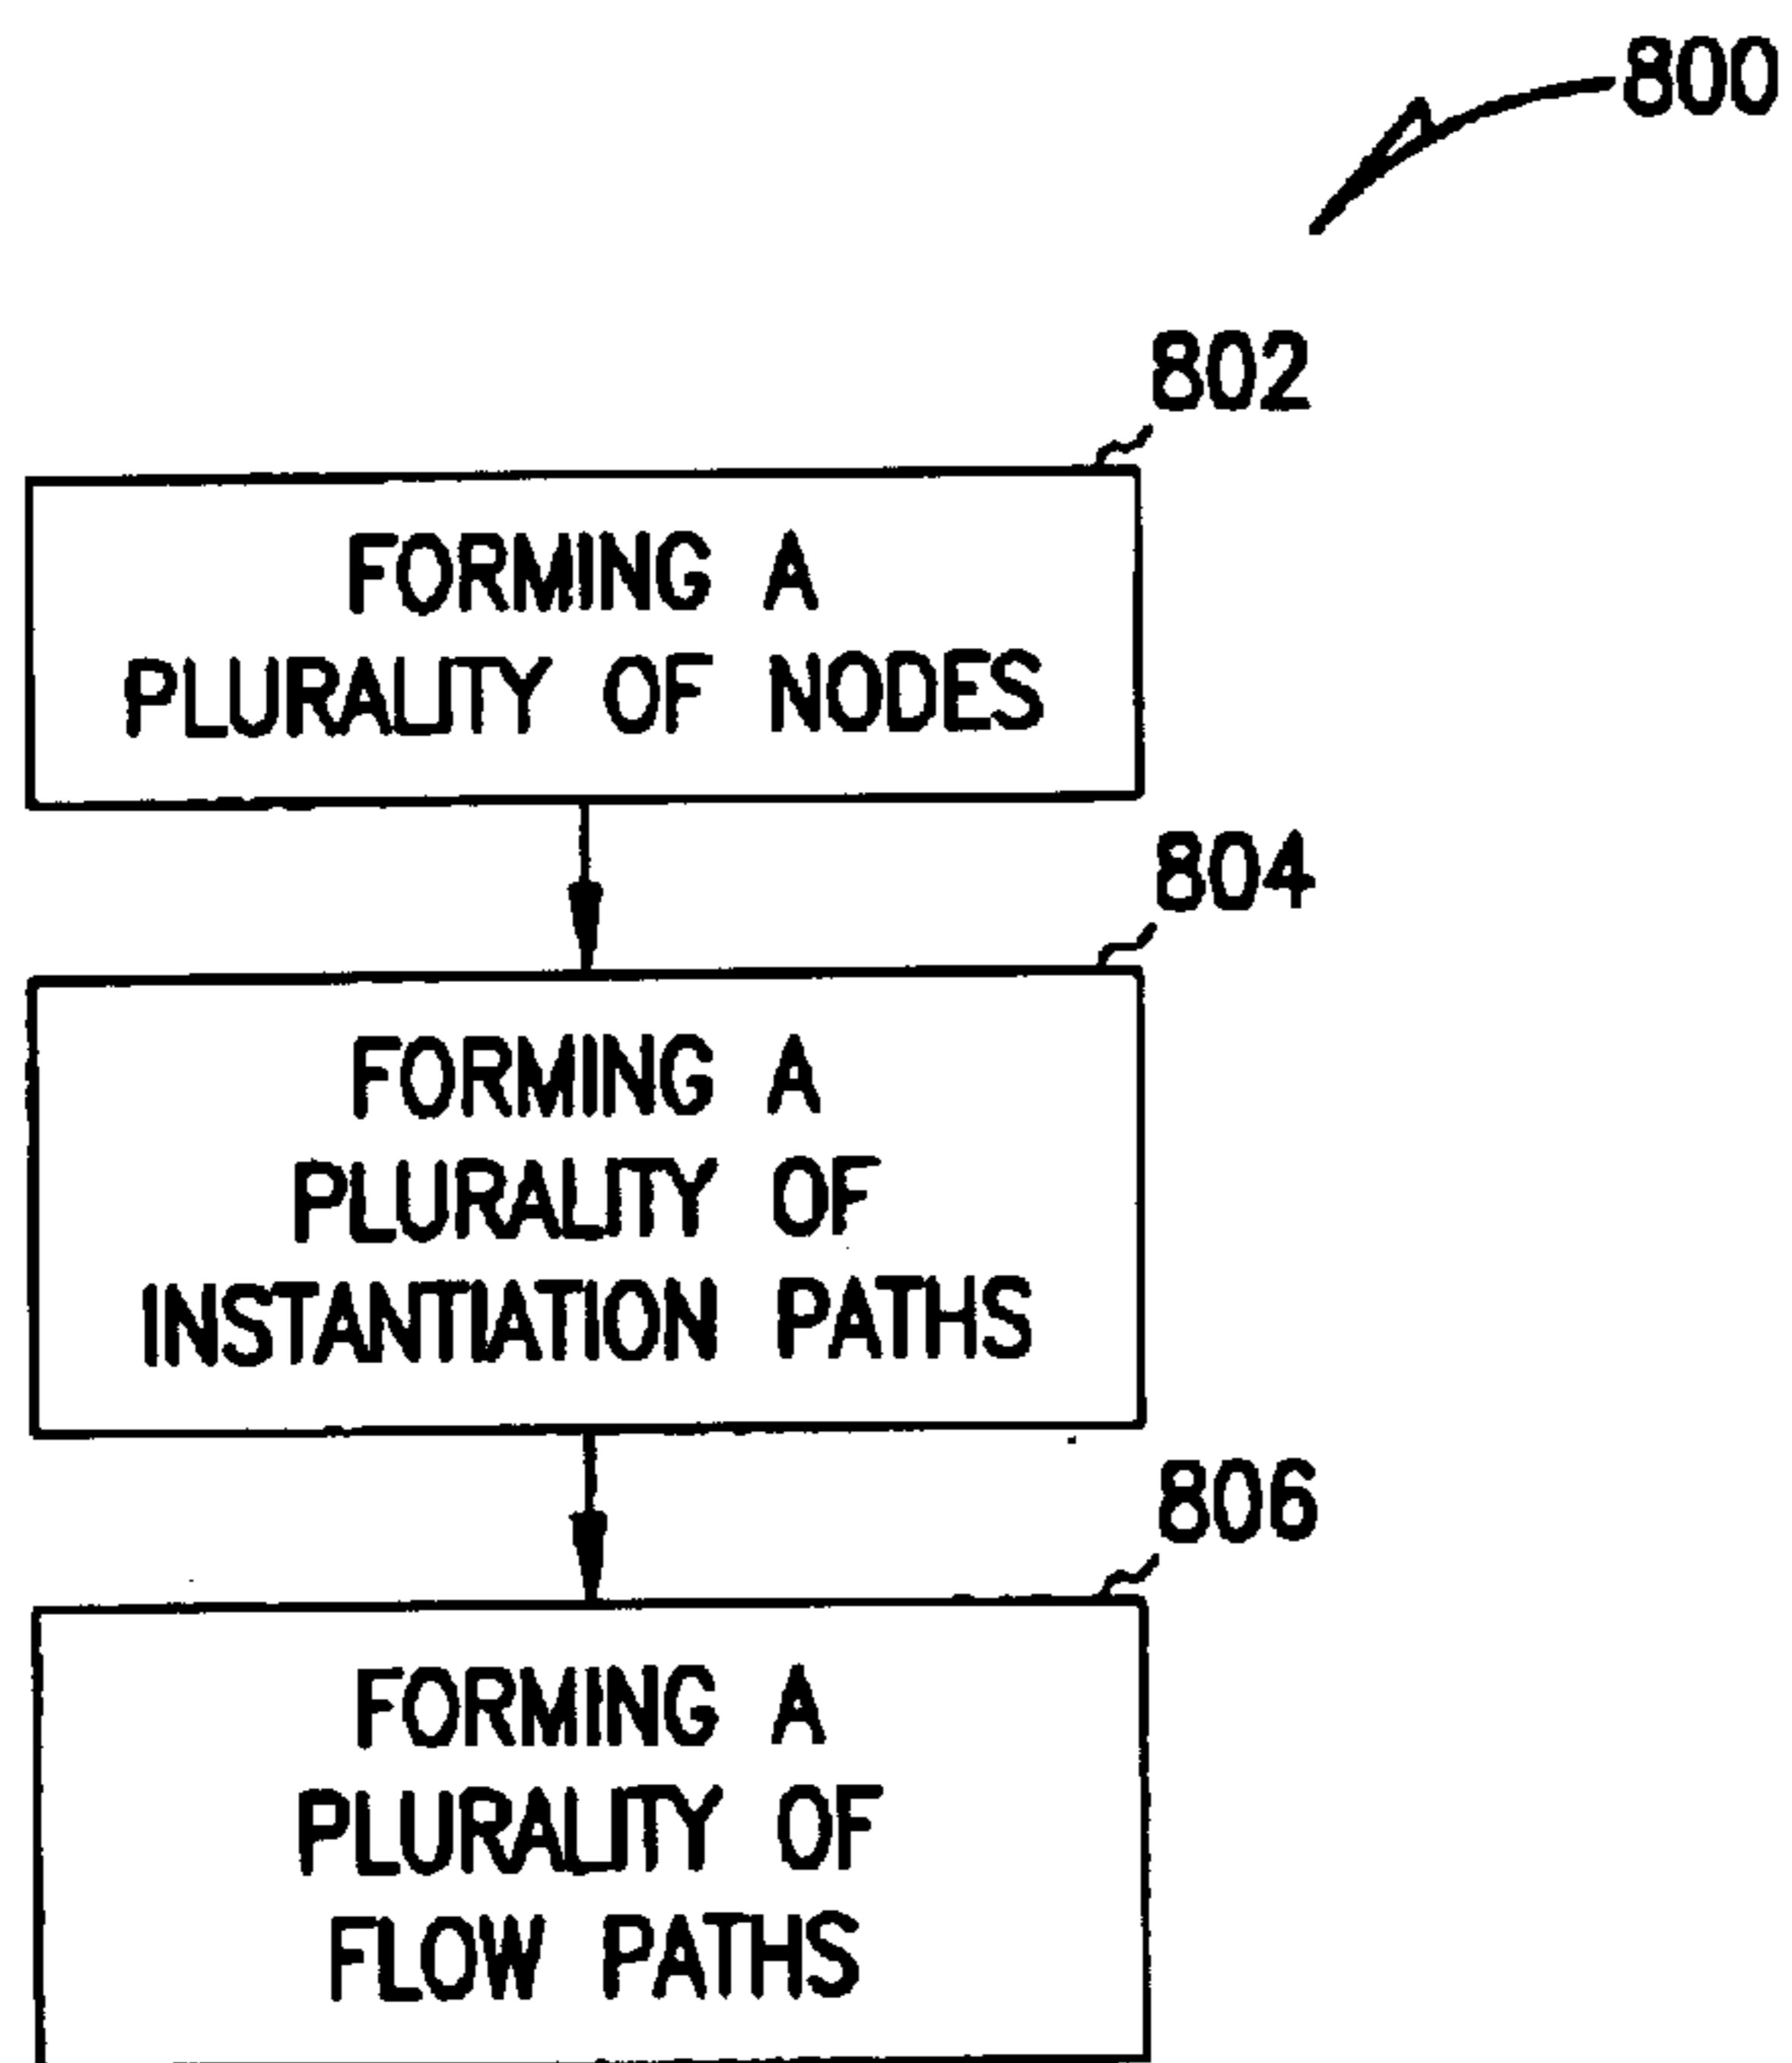 800
802
FORMING A
PLURALITY OF NODES
804
FORMING A
PLURALITY OF
INSTANTIATION PATHS
806
FORMING A
PLURALITY OF
FLOW PATHS